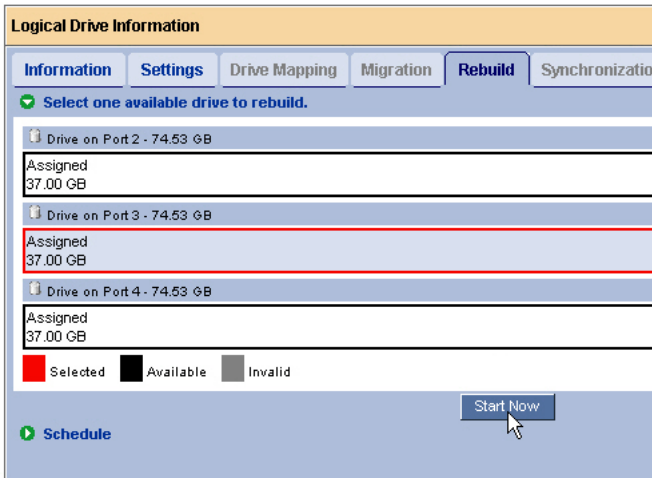 Logical Drive Information
Information Settings Drive Mapping Migration Rebuild Synchronizatio
Select one available drive to rebuild.
Drive on Port 2 - 74.53 GB
Assigned
37.00 GB
Drive on Port 3 - 74.53 GB
Assigned
37.00 GB
Drive on Port 4 - 74.53 GB
Assigned
37.00 GB
Selected Available Invalid
Start Now
Schedule